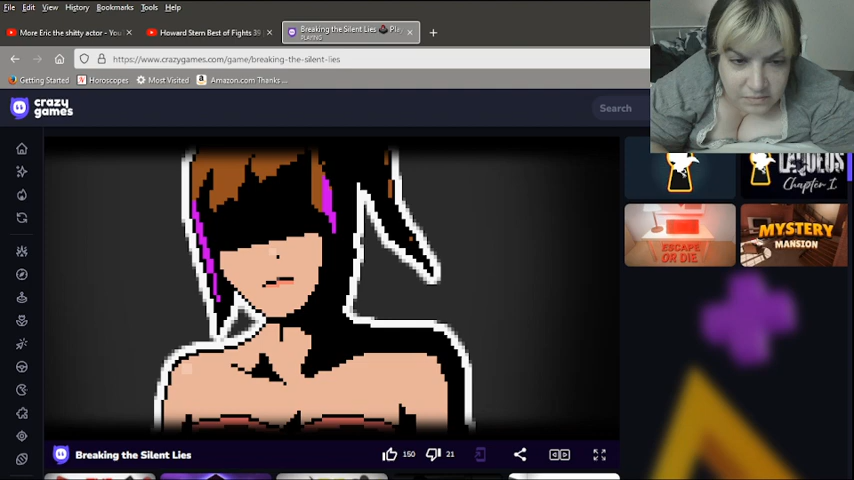 File Edit View History Bookmarks Tools Help
More Eric the shitty actor - You
Howard Stern Best of Fights 39
Breaking the Silent Lies Play
PLAYING
https://www.crazygames.com/game/breaking-the-silent-lies
Getting Started Horoscopes Most Visited Amazon.com Thanks ...
crazy
games
Search
Chapter I
ESCAPE
OR DIE
MYSTERY
MANSION
Breaking the Silent Lies
150
21